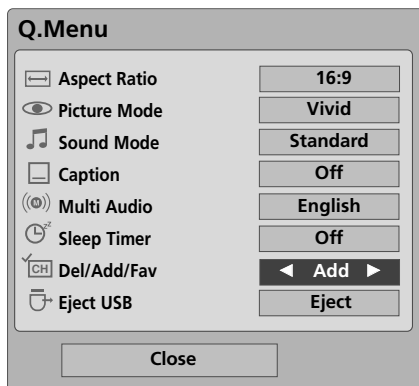 Q.Menu
Aspect Ratio 16:9
Picture Mode Vivid
Sound Mode Standard
Caption Off
Multi Audio English
Sleep Timer Off
Del/Add/Fav ◄ Add ►
Eject USB Eject
Close